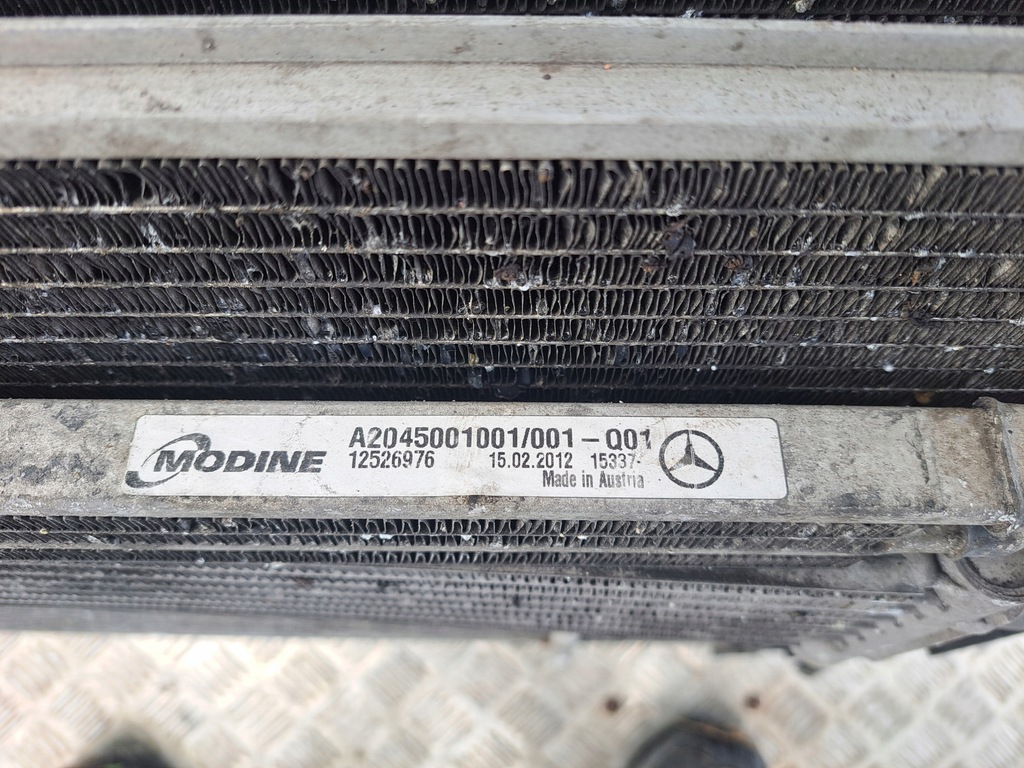 MODINE
A2045001001/001-Q01
12526976 15.02.2012 15337-
Made in Austria